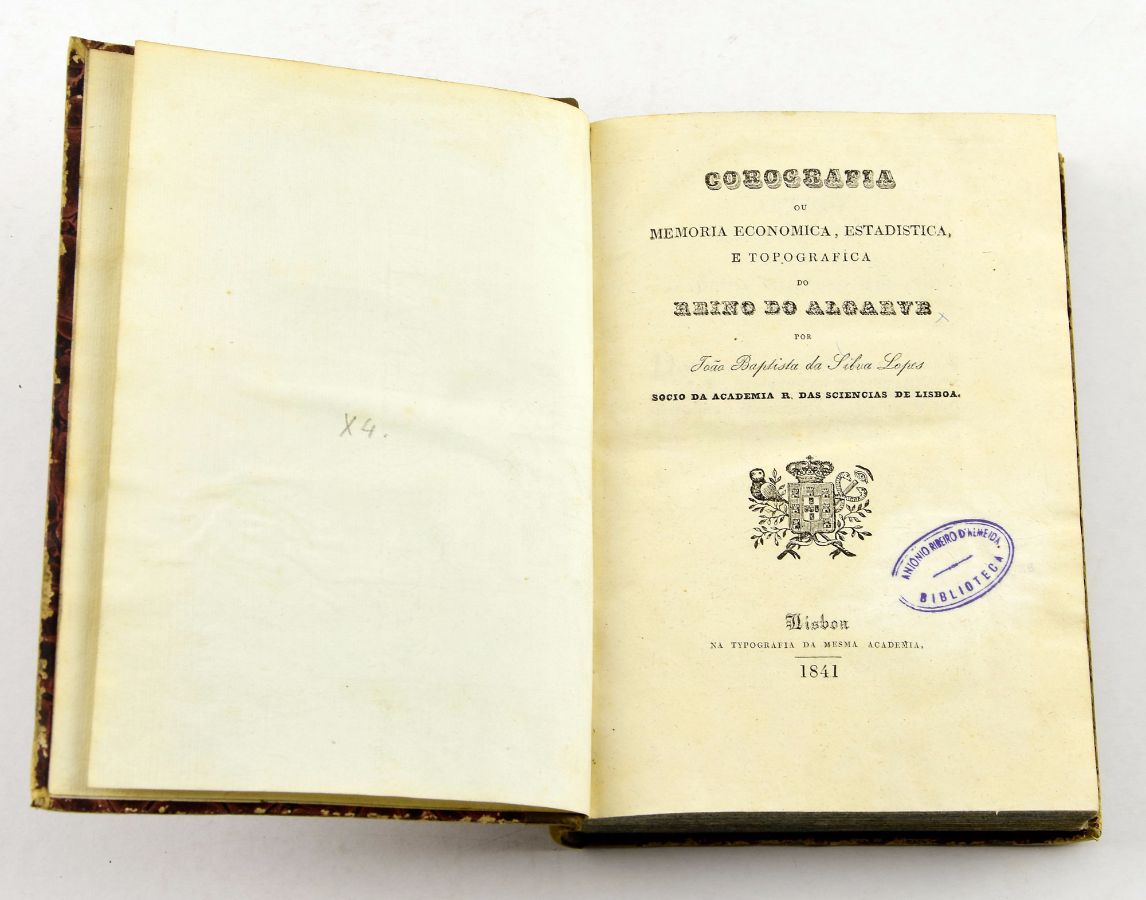 X4.
COROGRAFIA
OU
MEMORIA ECONOMICA, ESTADISTICA,
E TOPOGRAFICA
DO
REINO DO ALGARVE
POR
João Baptista da Silva Lopes
SOCIO DA ACADEMIA R. DAS SCIENCIAS DE LISBOA.
ANTÓNIO RIBEIRO D'ALMEIDA.
BIBLIOTECA
Lisboa
NA TYPOGRAFIA DA MESMA ACADEMIA,
1841